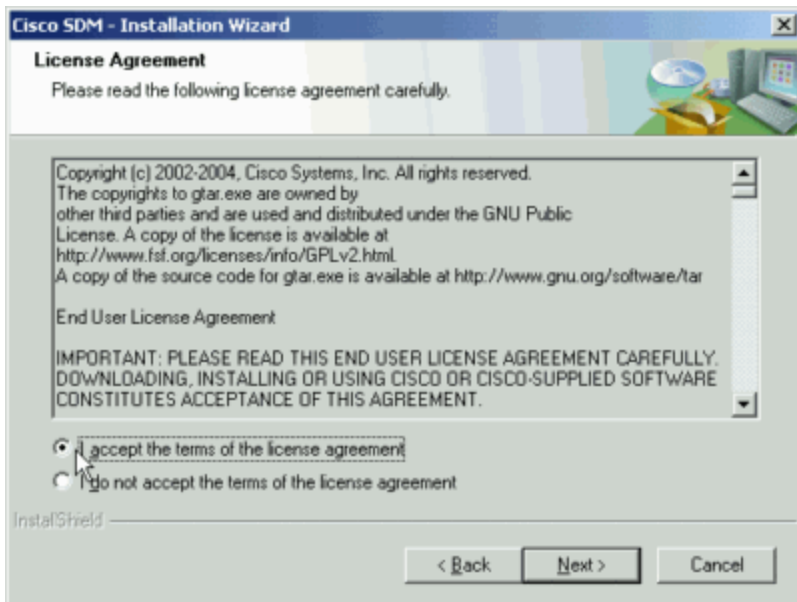 Cisco SDM - Installation Wizard
License Agreement
Please read the following license agreement carefully.
Copyright (c) 2002-2004, Cisco Systems, Inc. All rights reserved.
The copyrights to gtar.exe are owned by
other third parties and are used and distributed under the GNU Public
License. A copy of the license is available at
http://www.fsf.org/licenses/info/GPLv2.html.
A copy of the source code for gtar.exe is available at http://www.gnu.org/software/tar
End User License Agreement
IMPORTANT: PLEASE READ THIS END USER LICENSE AGREEMENT CAREFULLY.
DOWNLOADING, INSTALLING OR USING CISCO OR CISCO-SUPPLIED SOFTWARE
CONSTITUTES ACCEPTANCE OF THIS AGREEMENT.
I accept the terms of the license agreement
I do not accept the terms of the license agreement
InstallShield
< Back
Next >
Cancel